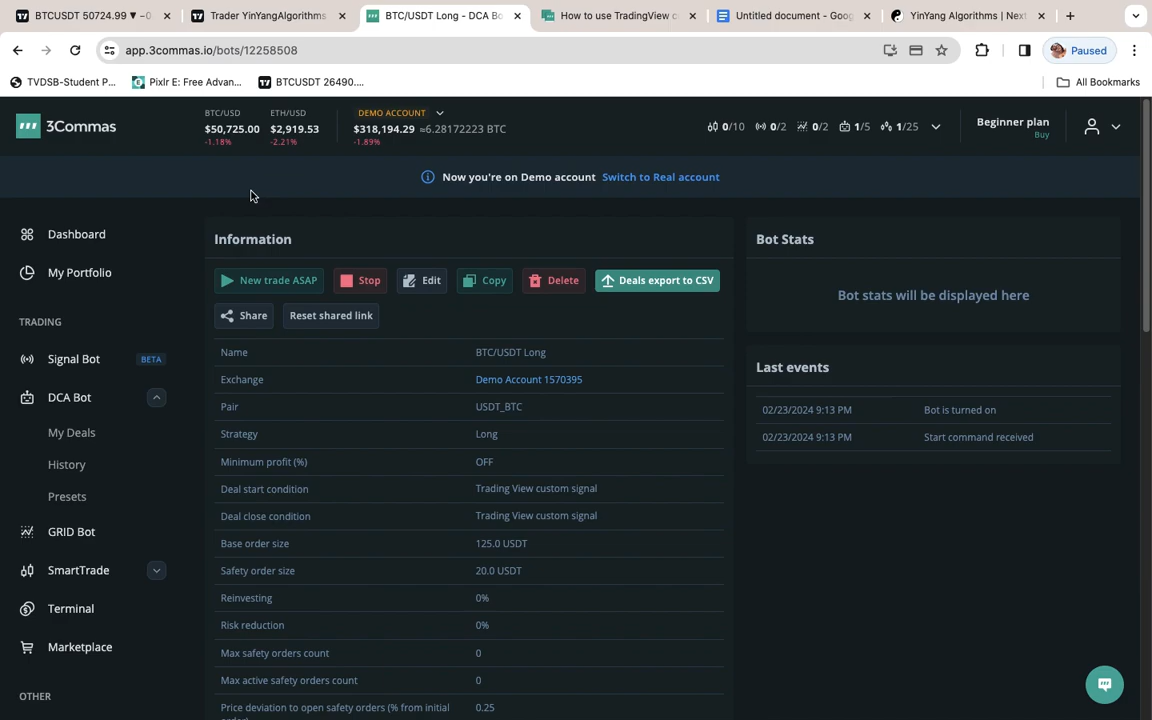 BTCUSDT 50724.99 ▼ −0
Trader YinYangAlgorithms
BTC/USDT Long - DCA Bo
How to use TradingView c
Untitled document - Goog
YinYang Algorithms | Next
app.3commas.io/bots/12258508
Paused
TVDSB-Student P...
Pixlr E: Free Advan...
BTCUSDT 26490....
All Bookmarks
3Commas
BTC/USD
$50,725.00
-1.18%
ETH/USD
$2,919.53
-2.21%
DEMO ACCOUNT
$318,194.29 ≈6.28172223 BTC
-1.89%
0/10
0/2
0/2
1/5
1/25
Beginner plan
Buy
Now you're on Demo account Switch to Real account
Dashboard
My Portfolio
TRADING
Signal Bot BETA
DCA Bot
My Deals
History
Presets
GRID Bot
SmartTrade
Terminal
Marketplace
OTHER
Information
New trade ASAP
Stop
Edit
Copy
Delete
Deals export to CSV
Share
Reset shared link
Name BTC/USDT Long
Exchange Demo Account 1570395
Pair USDT_BTC
Strategy Long
Minimum profit (%) OFF
Deal start condition Trading View custom signal
Deal close condition Trading View custom signal
Base order size 125.0 USDT
Safety order size 20.0 USDT
Reinvesting 0%
Risk reduction 0%
Max safety orders count 0
Max active safety orders count 0
Price deviation to open safety orders (% from initial 0.25
order)
Bot Stats
Bot stats will be displayed here
Last events
02/23/2024 9:13 PM Bot is turned on
02/23/2024 9:13 PM Start command received